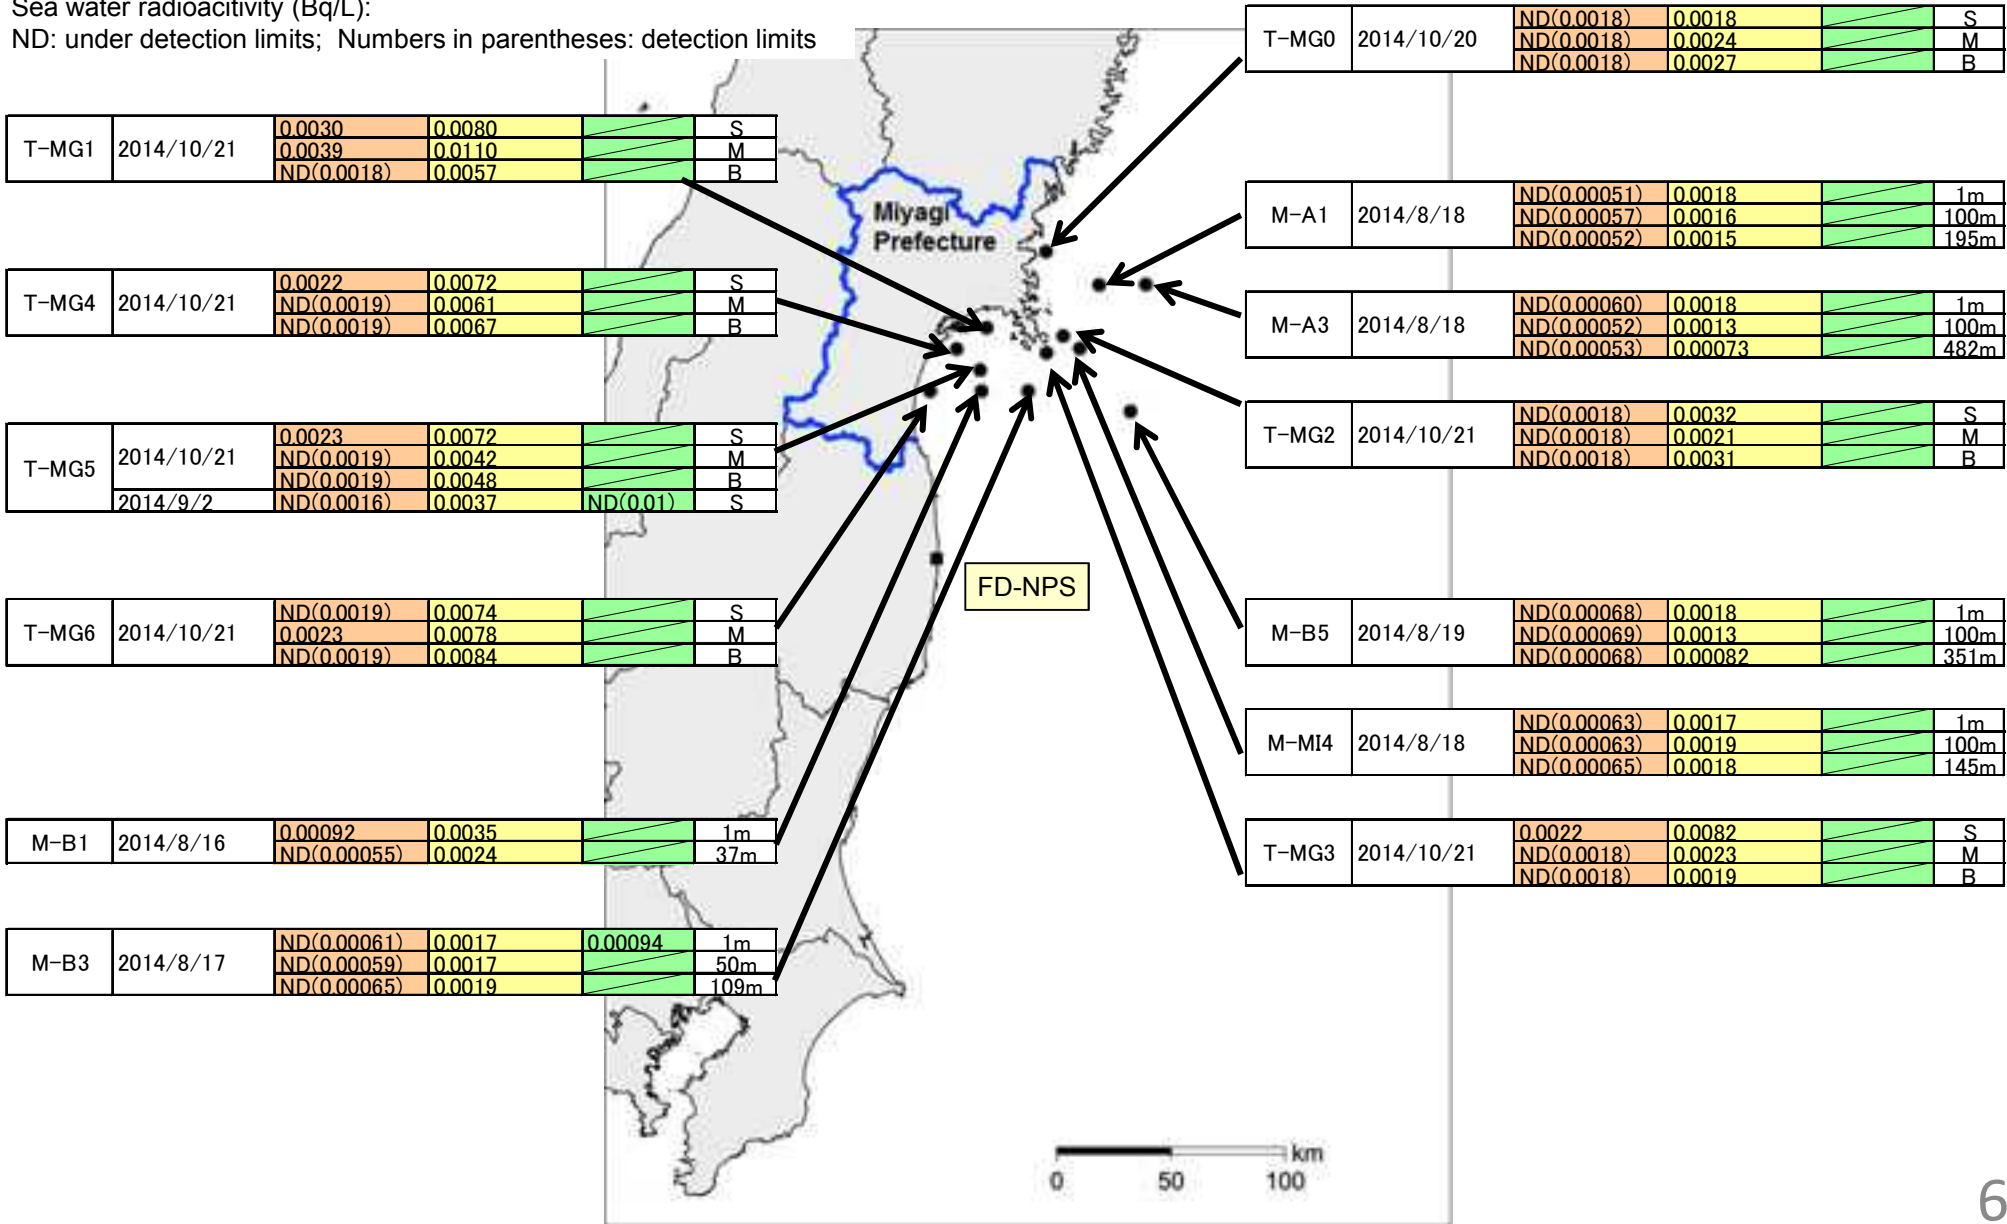 Sea water radioacitivity (Bq/L):
ND: under detection limits; Numbers in parentheses: detection limits
T-MG0 2014/10/20 ND(0.0018) 0.0018 S
ND(0.0018) 0.0024 M
ND(0.0018) 0.0027 B
T-MG1 2014/10/21 0.0030 0.0080 S
0.0039 0.0110 M
ND(0.0018) 0.0057 B
M-A1 2014/8/18 ND(0.00051) 0.0018 1m
ND(0.00057) 0.0016 100m
ND(0.00052) 0.0015 195m
Miyagi
Prefecture
T-MG4 2014/10/21 0.0022 0.0072 S
ND(0.0019) 0.0061 M
ND(0.0019) 0.0067 B
M-A3 2014/8/18 ND(0.00060) 0.0018 1m
ND(0.00052) 0.0013 100m
ND(0.00053) 0.00073 482m
T-MG2 2014/10/21 ND(0.0018) 0.0032 S
ND(0.0018) 0.0021 M
ND(0.0018) 0.0031 B
T-MG5 2014/10/21 0.0023 0.0072 S
ND(0.0019) 0.0042 M
ND(0.0019) 0.0048 B
2014/9/2 ND(0.0016) 0.0037 ND(0.01) S
FD-NPS
T-MG6 2014/10/21 ND(0.0019) 0.0074 S
0.0023 0.0078 M
ND(0.0019) 0.0084 B
M-B5 2014/8/19 ND(0.00068) 0.0018 1m
ND(0.00069) 0.0013 100m
ND(0.00068) 0.00082 351m
M-MI4 2014/8/18 ND(0.00063) 0.0017 1m
ND(0.00063) 0.0019 100m
ND(0.00065) 0.0018 145m
M-B1 2014/8/16 0.00092 0.0035 1m
ND(0.00055) 0.0024 37m
T-MG3 2014/10/21 0.0022 0.0082 S
ND(0.0018) 0.0023 M
ND(0.0018) 0.0019 B
M-B3 2014/8/17 ND(0.00061) 0.0017 0.00094 1m
ND(0.00059) 0.0017 50m
ND(0.00065) 0.0019 109m
km
0 50 100
6